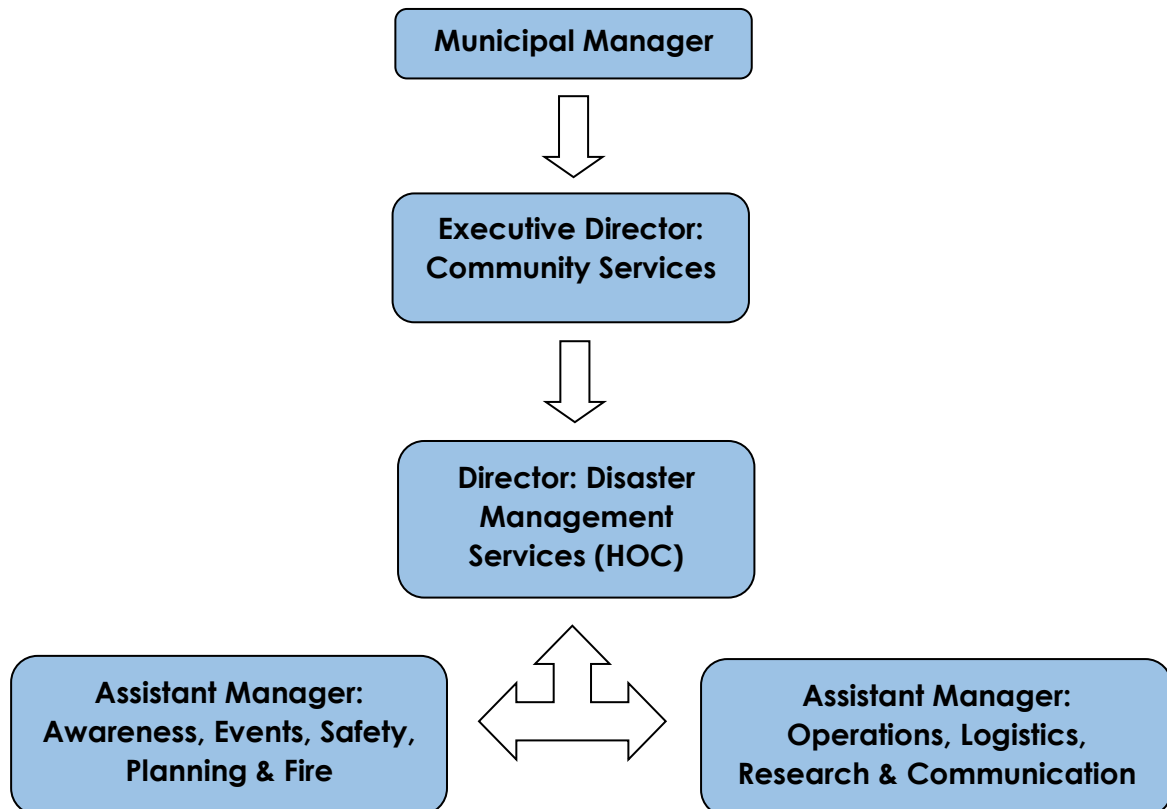 Municipal Manager
Executive Director:
Community Services
Director: Disaster
Management
Services (HOC)
Assistant Manager:
Awareness, Events, Safety,
Planning & Fire
Assistant Manager:
Operations, Logistics,
Research & Communication